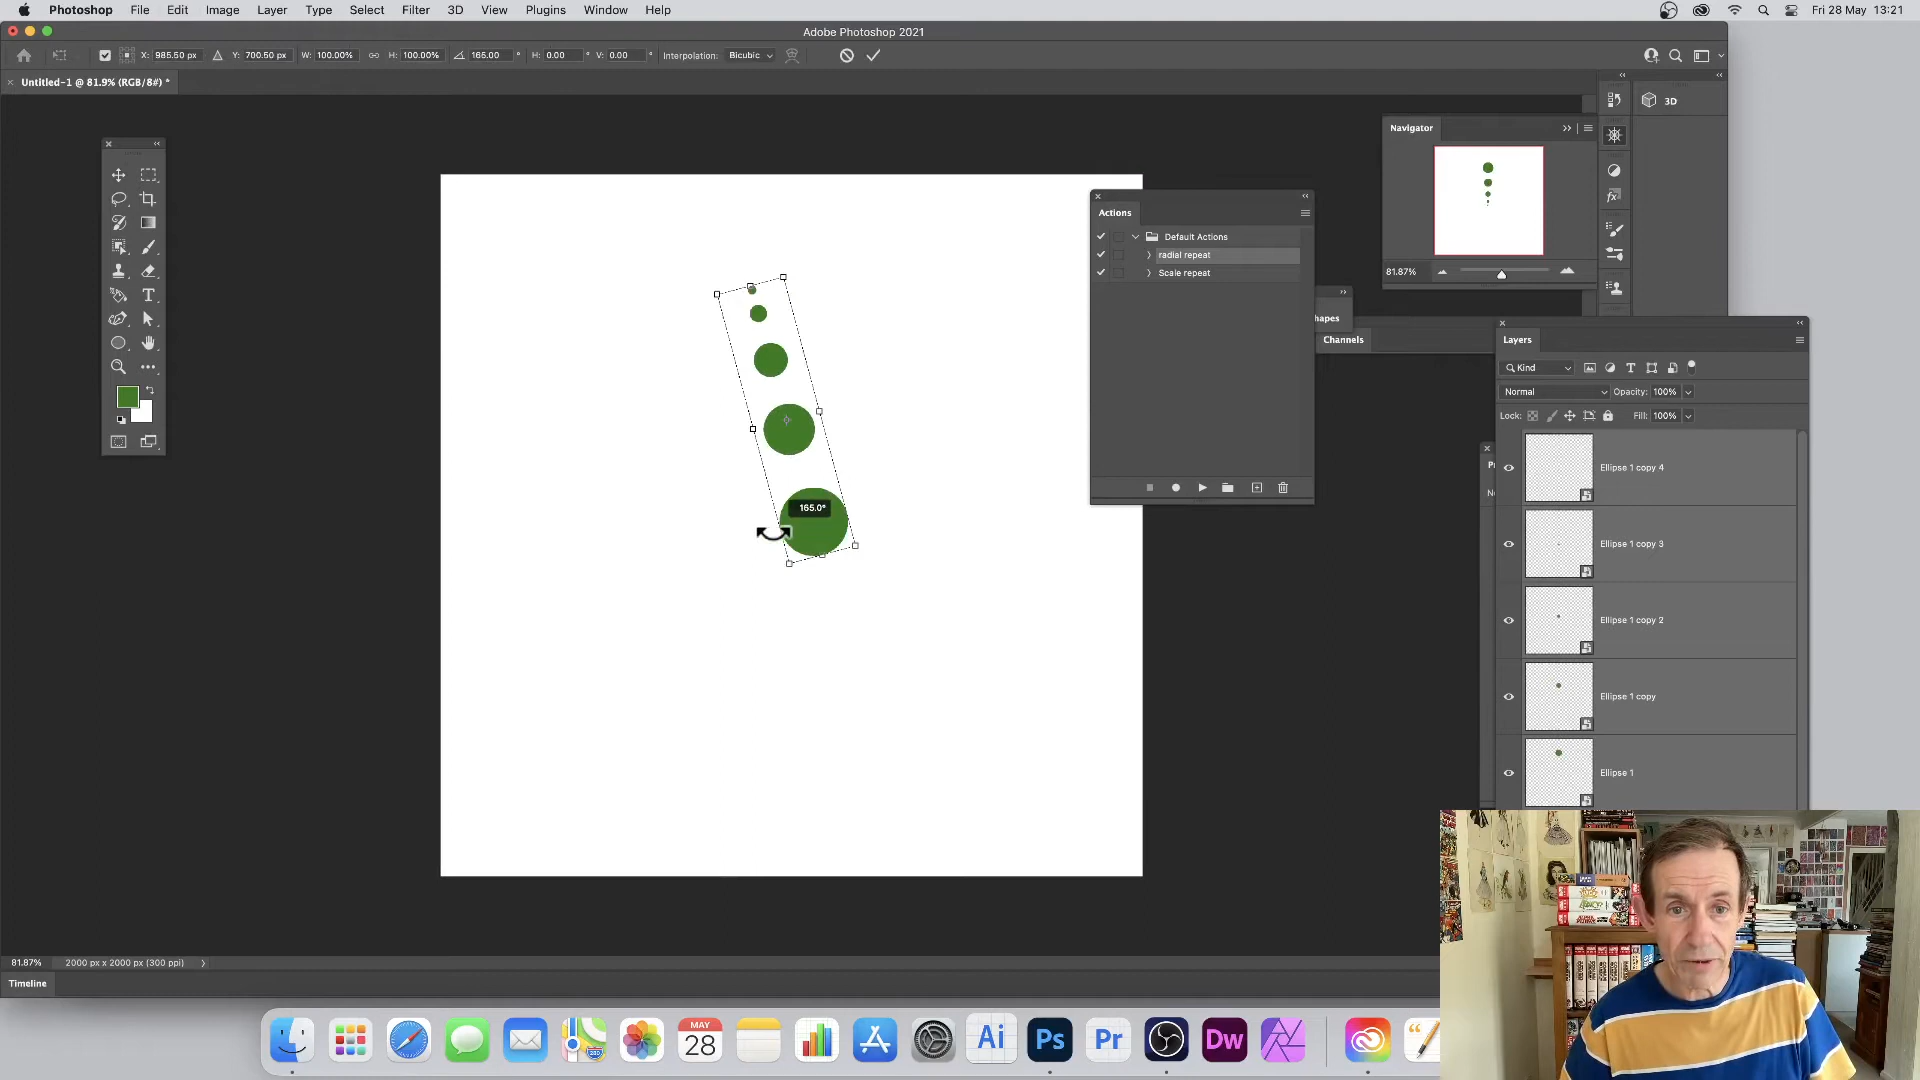 Photoshop File Edit Image Layer Type Select Filter 3D View Plugins Window Help Fri 28 May 13:21
Adobe Photoshop 2021
X: 985.50 px Y: 700.50 px W: 100.00% H: 100.00% 165.00 ° H: 0.00 ° V: 0.00 ° Interpolation: Bicubic
Untitled-1 @ 81.9% (RGB/8#) *
3D
Navigator
81.87%
Actions
Default Actions
radial repeat
Scale repeat
hapes
Channels
Layers
Kind
Normal Opacity: 100%
Lock: Fill: 100%
Ellipse 1 copy 4
Ellipse 1 copy 3
Ellipse 1 copy 2
Ellipse 1 copy
Ellipse 1
165.0°
81.87% 2000 px x 2000 px (300 ppi)
Timeline
MAY
28
280
Ai
Ps
Pr
Dw